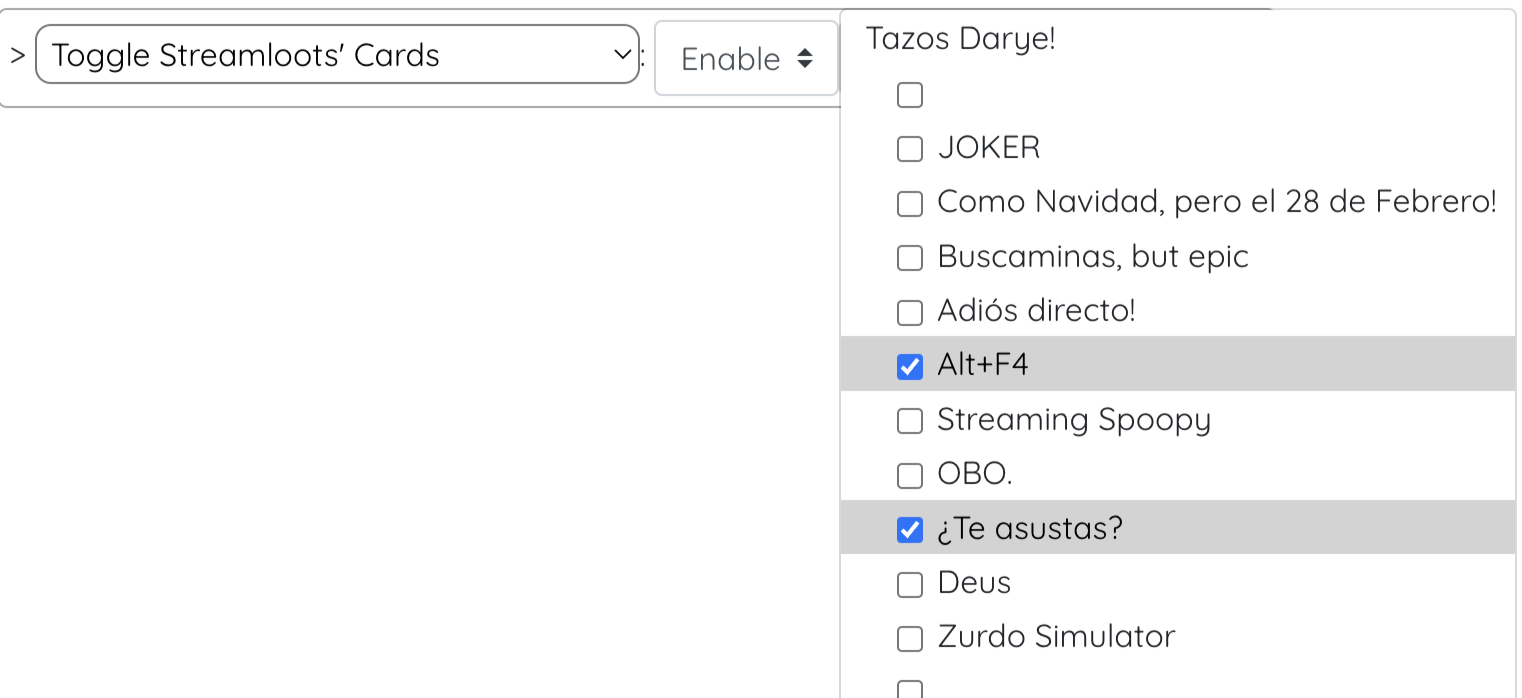 > Toggle Streamloots' Cards : Enable
Tazos Darye!
JOKER
Como Navidad, pero el 28 de Febrero!
Buscaminas, but epic
Adiós directo!
Alt+F4
Streaming Spoopy
OBO.
¿Te asustas?
Deus
Zurdo Simulator